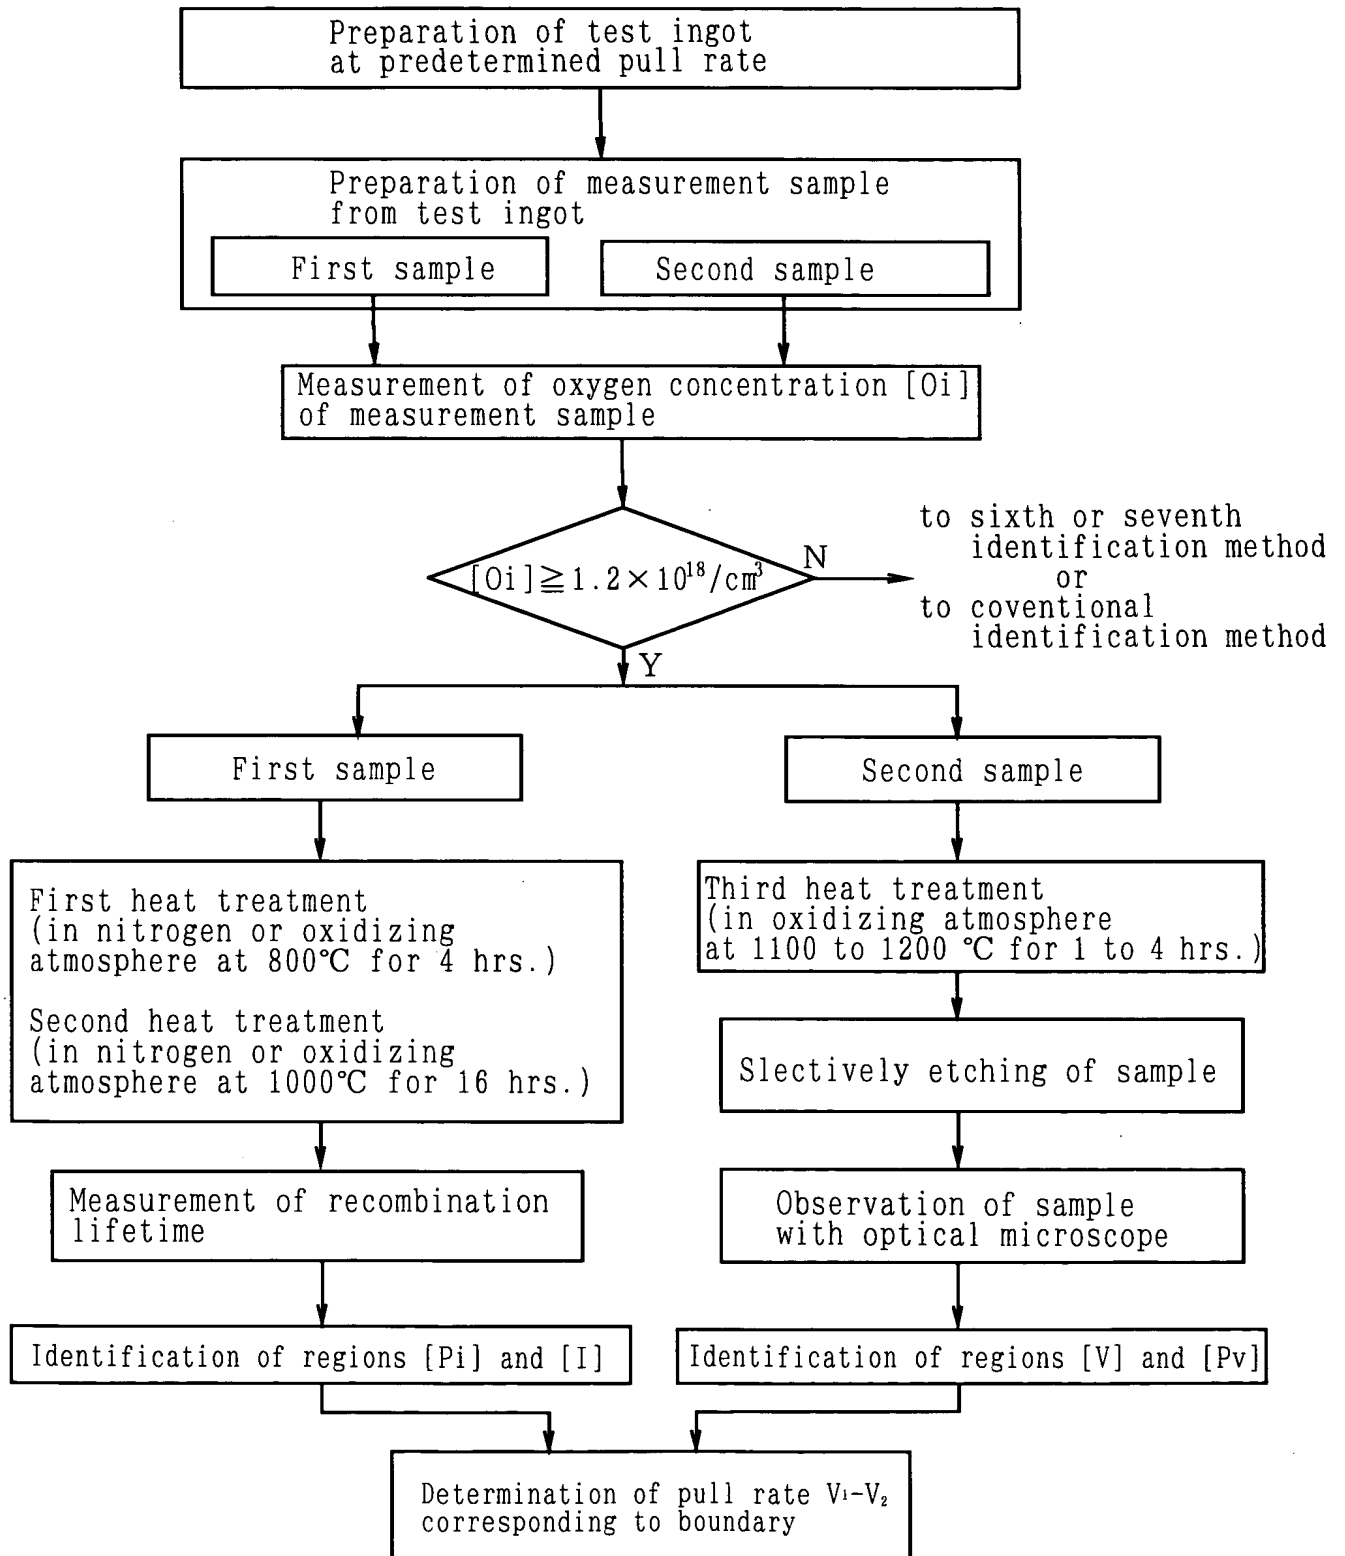 Preparation of test ingot
at predetermined pull rate
Preparation of measurement sample
from test ingot
First sample
Second sample
Measurement of oxygen concentration [Oi]
of measurement sample
[Oi]≧1.2×10¹⁸/cm³
N
to sixth or seventh
identification method
or
to coventional
identification method
Y
First sample
Second sample
First heat treatment
(in nitrogen or oxidizing
atmosphere at 800℃ for 4 hrs.)
Second heat treatment
(in nitrogen or oxidizing
atmosphere at 1000℃ for 16 hrs.)
Third heat treatment
(in oxidizing atmosphere
at 1100 to 1200 ℃ for 1 to 4 hrs.)
Slectively etching of sample
Measurement of recombination
lifetime
Observation of sample
with optical microscope
Identification of regions [Pi] and [I]
Identification of regions [V] and [Pv]
Determination of pull rate V₁-V₂
corresponding to boundary